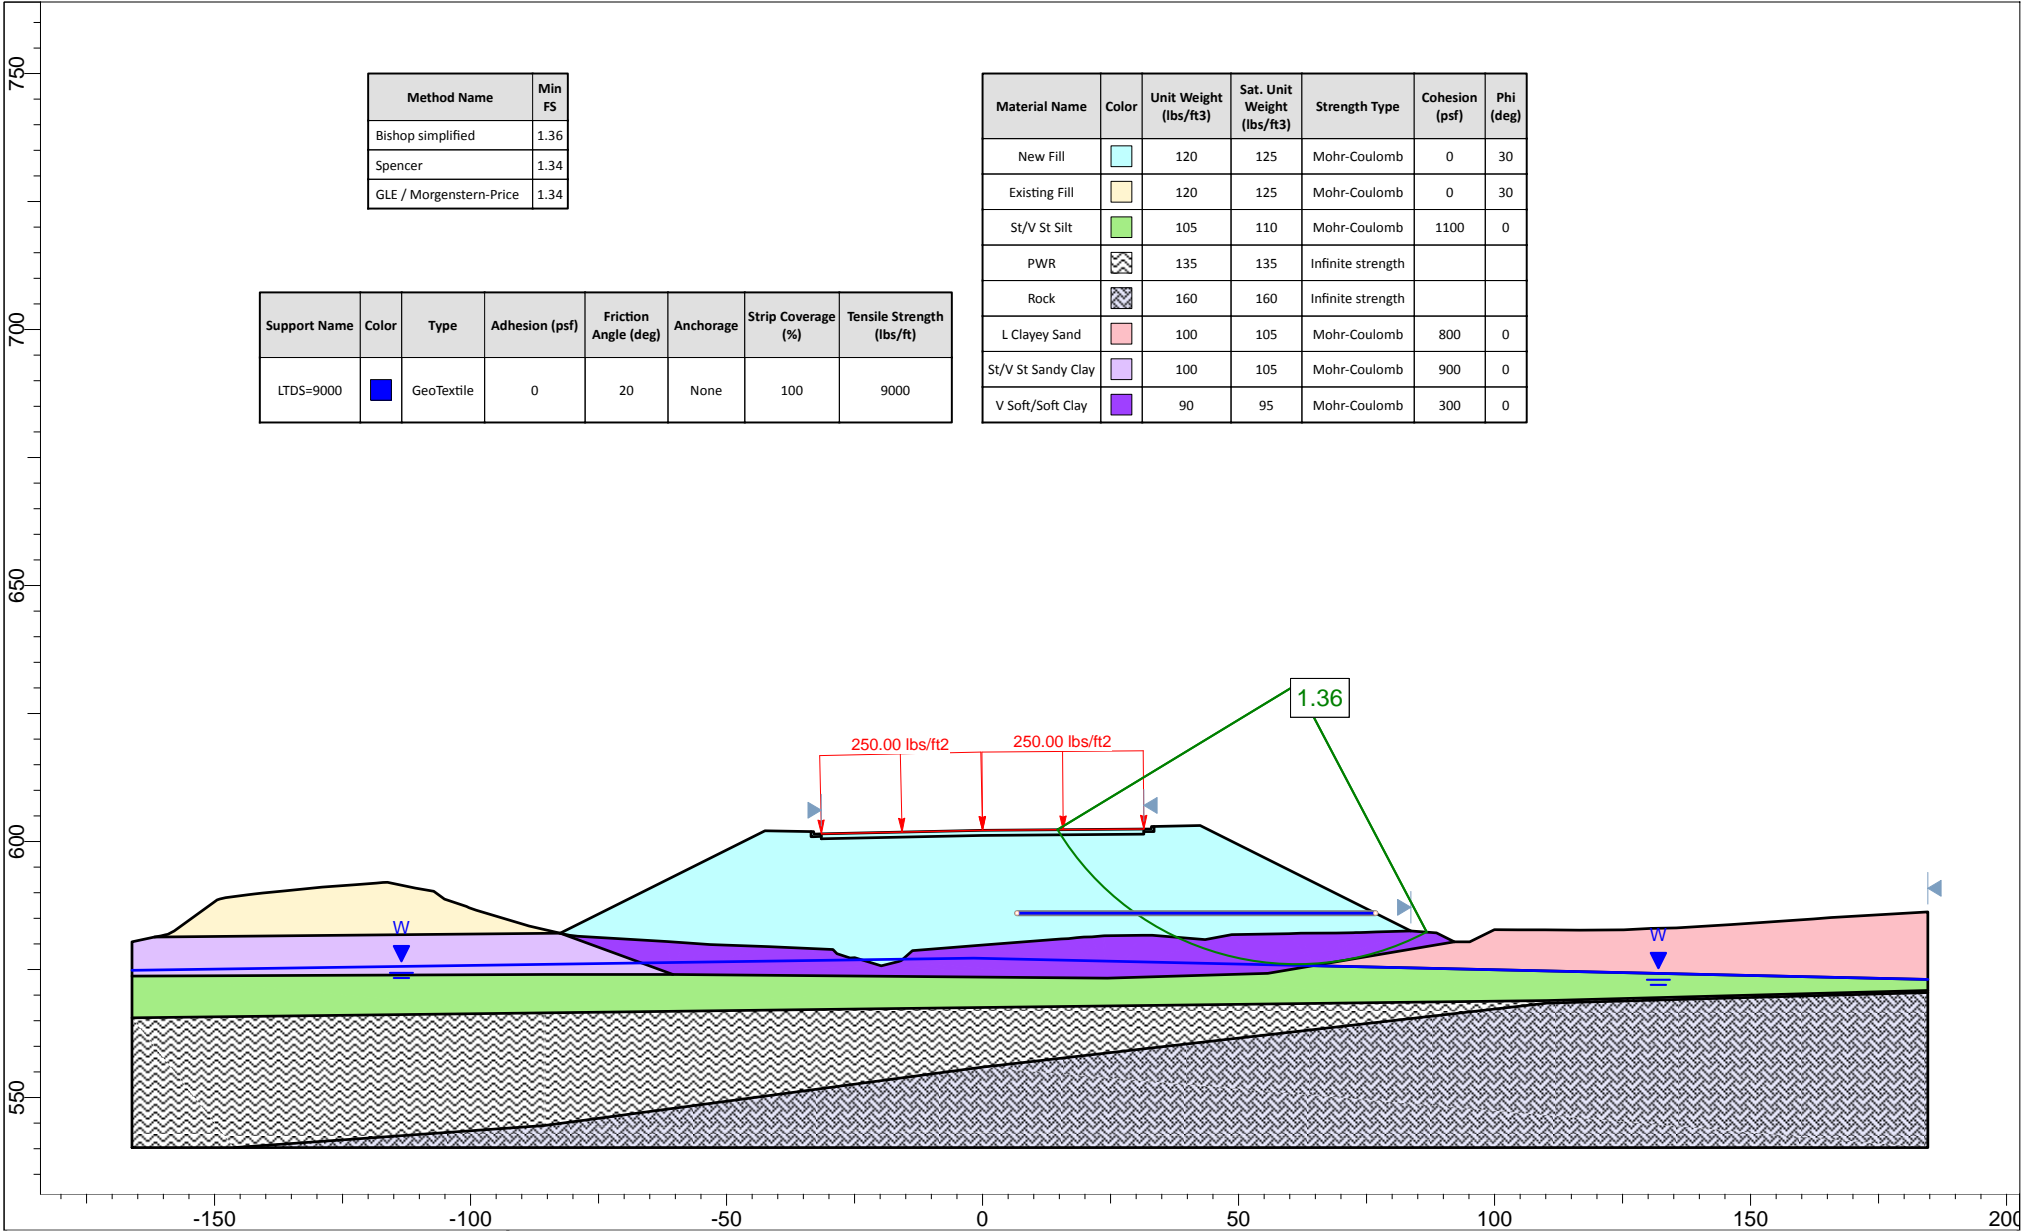 750
700
650
600
550
Method Name Min FS
Bishop simplified 1.36
Spencer 1.34
GLE / Morgenstern-Price 1.34
Material Name Color Unit Weight (lbs/ft3) Sat. Unit Weight (lbs/ft3) Strength Type Cohesion (psf) Phi (deg)
New Fill 120 125 Mohr-Coulomb 0 30
Existing Fill 120 125 Mohr-Coulomb 0 30
St/V St Silt 105 110 Mohr-Coulomb 1100 0
PWR 135 135 Infinite strength
Rock 160 160 Infinite strength
L Clayey Sand 100 105 Mohr-Coulomb 800 0
St/V St Sandy Clay 100 105 Mohr-Coulomb 900 0
V Soft/Soft Clay 90 95 Mohr-Coulomb 300 0
Support Name Color Type Adhesion (psf) Friction Angle (deg) Anchorage Strip Coverage (%) Tensile Strength (lbs/ft)
LTDS=9000 GeoTextile 0 20 None 100 9000
1.36
250.00 lbs/ft2 250.00 lbs/ft2
W W
-150 -100 -50 0 50 100 150 200